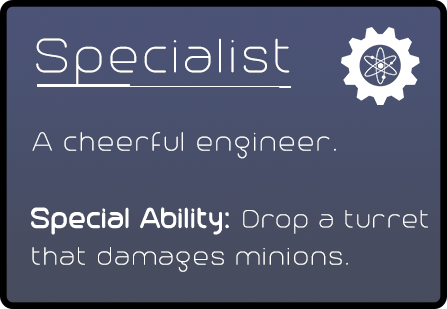 Specialist
A cheerful engineer.
Special Ability: Drop a turret
that damages minions.